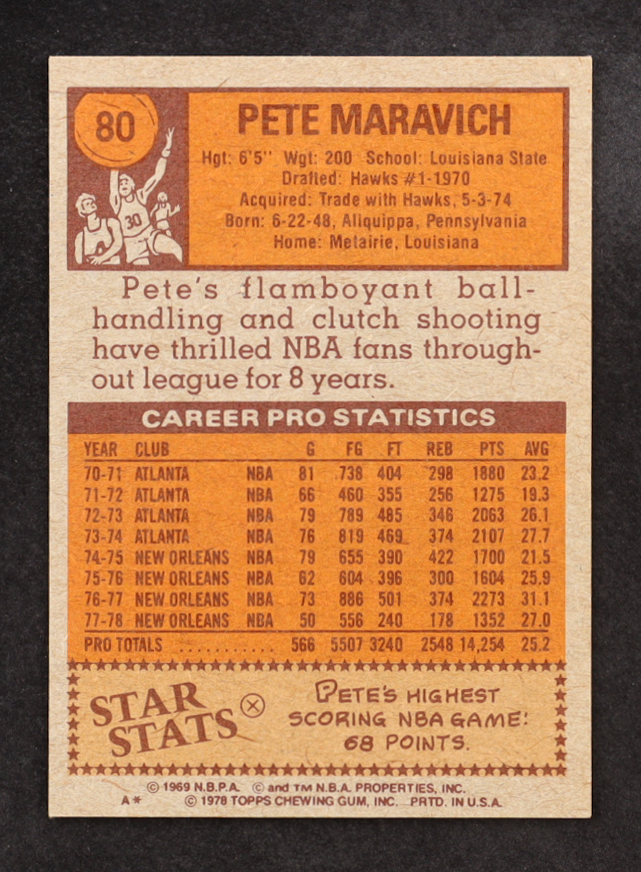 80
PETE MARAVICH
Hgt: 6'5" Wgt: 200 School: Louisiana State
Drafted: Hawks #1-1970
Acquired: Trade with Hawks, 5-3-74
Born: 6-22-48, Aliquippa, Pennsylvania
Home: Metairie, Louisiana
30
Pete's flamboyant ball-
handling and clutch shooting
have thrilled NBA fans through-
out league for 8 years.
CAREER PRO STATISTICS
YEAR CLUB G FG FT REB PTS AVG
70-71 ATLANTA NBA 81 738 404 298 1880 23.2
71-72 ATLANTA NBA 66 460 355 256 1275 19.3
72-73 ATLANTA NBA 79 789 485 346 2063 26.1
73-74 ATLANTA NBA 76 819 469 374 2107 27.7
74-75 NEW ORLEANS NBA 79 655 390 422 1700 21.5
75-76 NEW ORLEANS NBA 62 604 396 300 1604 25.9
76-77 NEW ORLEANS NBA 73 886 501 374 2273 31.1
77-78 NEW ORLEANS NBA 50 556 240 178 1352 27.0
PRO TOTALS ............ 566 5507 3240 2548 14,254 25.2
STAR
STATS
PETE'S HIGHEST
SCORING NBA GAME:
68 POINTS.
© 1969 N.B.P.A. © and TM N.B.A. PROPERTIES, INC.
A* © 1978 TOPPS CHEWING GUM, INC. PRTD. IN U.S.A.